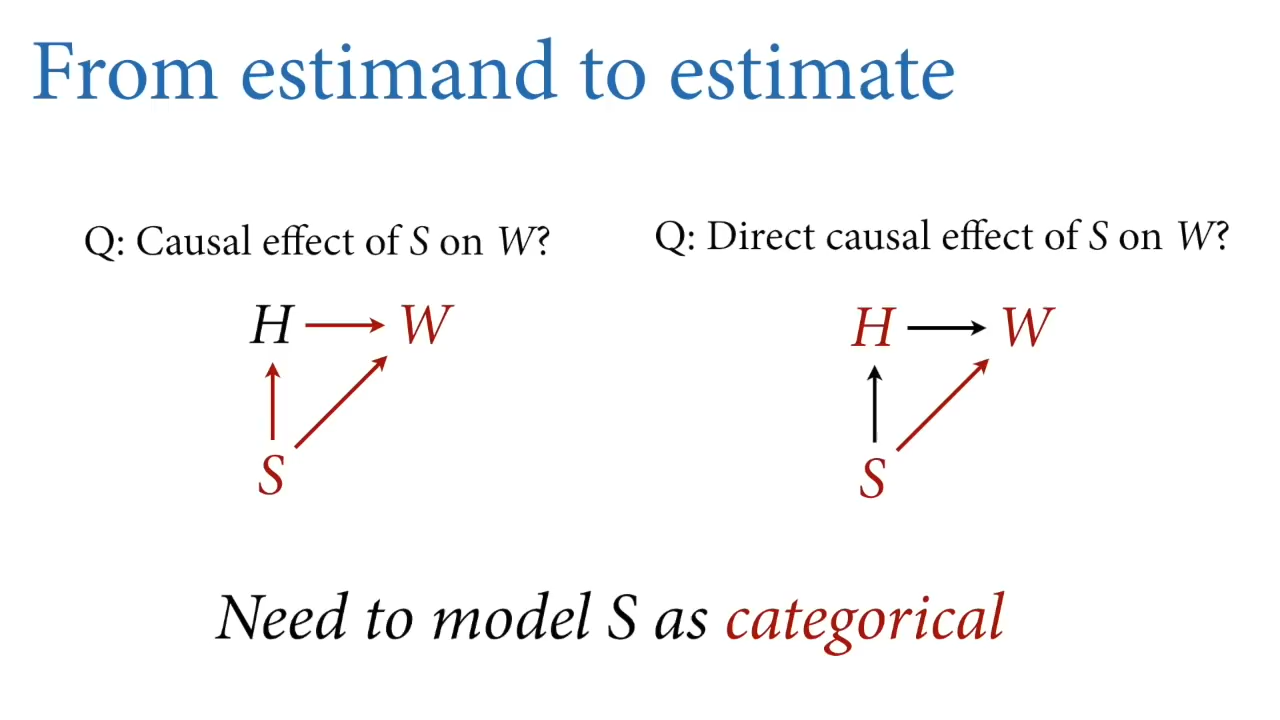 From estimand to estimate
Q: Causal effect of S on W?
H W
S
Q: Direct causal effect of S on W?
H W
S
Need to model S as categorical